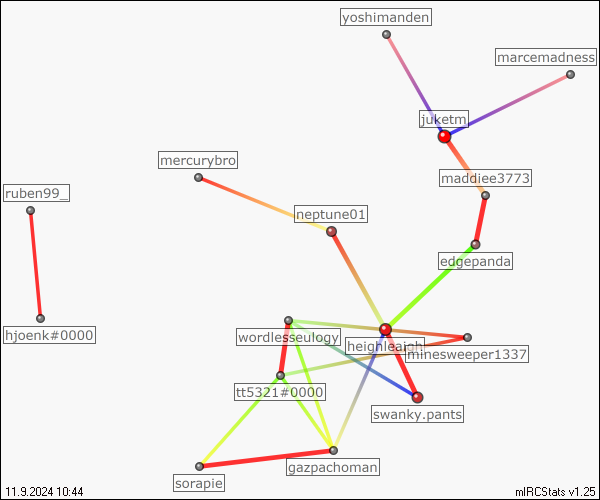 yoshimanden
marcemadness
juketm
mercurybro
maddiee3773
ruben99_
neptune01
edgepanda
hjoenk#0000
wordlesseulogy
heighleaigh
minesweeper1337
tt5321#0000
swanky.pants
gazpachoman
sorapie
11.9.2024 10:44
mIRCStats v1.25